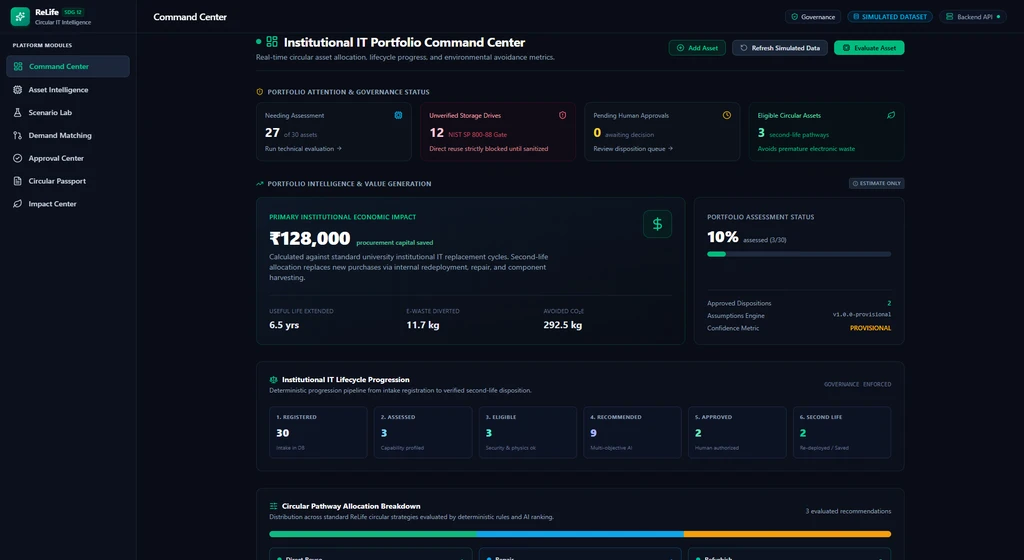 ReLife SDG 12
Circular IT Intelligence
PLATFORM MODULES
Command Center
Asset Intelligence
Scenario Lab
Demand Matching
Approval Center
Circular Passport
Impact Center
Command Center
Governance
SIMULATED DATASET
Backend API
Institutional IT Portfolio Command Center
Real-time circular asset allocation, lifecycle progress, and environmental avoidance metrics.
Add Asset
Refresh Simulated Data
Evaluate Asset
PORTFOLIO ATTENTION & GOVERNANCE STATUS
Needing Assessment
27 of 30 assets
Run technical evaluation →
Unverified Storage Drives
12 NIST SP 800-88 Gate
Direct reuse strictly blocked until sanitized
Pending Human Approvals
0 awaiting decision
Review disposition queue →
Eligible Circular Assets
3 second-life pathways
Avoids premature electronic waste
PORTFOLIO INTELLIGENCE & VALUE GENERATION
ESTIMATE ONLY
PRIMARY INSTITUTIONAL ECONOMIC IMPACT
₹128,000 procurement capital saved
Calculated against standard university institutional IT replacement cycles. Second-life
allocation replaces new purchases via internal redeployment, repair, and component
harvesting.
USEFUL LIFE EXTENDED
6.5 yrs
E-WASTE DIVERTED
11.7 kg
AVOIDED CO₂E
292.5 kg
PORTFOLIO ASSESSMENT STATUS
10% assessed (3/30)
Approved Dispositions 2
Assumptions Engine v1.0.0-provisional
Confidence Metric PROVISIONAL
Institutional IT Lifecycle Progression
Deterministic progression pipeline from intake registration to verified second-life disposition.
GOVERNANCE ENFORCED
1. REGISTERED
30
Intake in DB
2. ASSESSED
3
Capability profiled
3. ELIGIBLE
3
Security & physics ok
4. RECOMMENDED
9
Multi-objective AI
5. APPROVED
2
Human authorized
6. SECOND LIFE
2
Re-deployed / Saved
Circular Pathway Allocation Breakdown
Distribution across standard ReLife circular strategies evaluated by deterministic rules and AI ranking.
3 evaluated recommendations
Direct Reuse
Repair
Refurbish